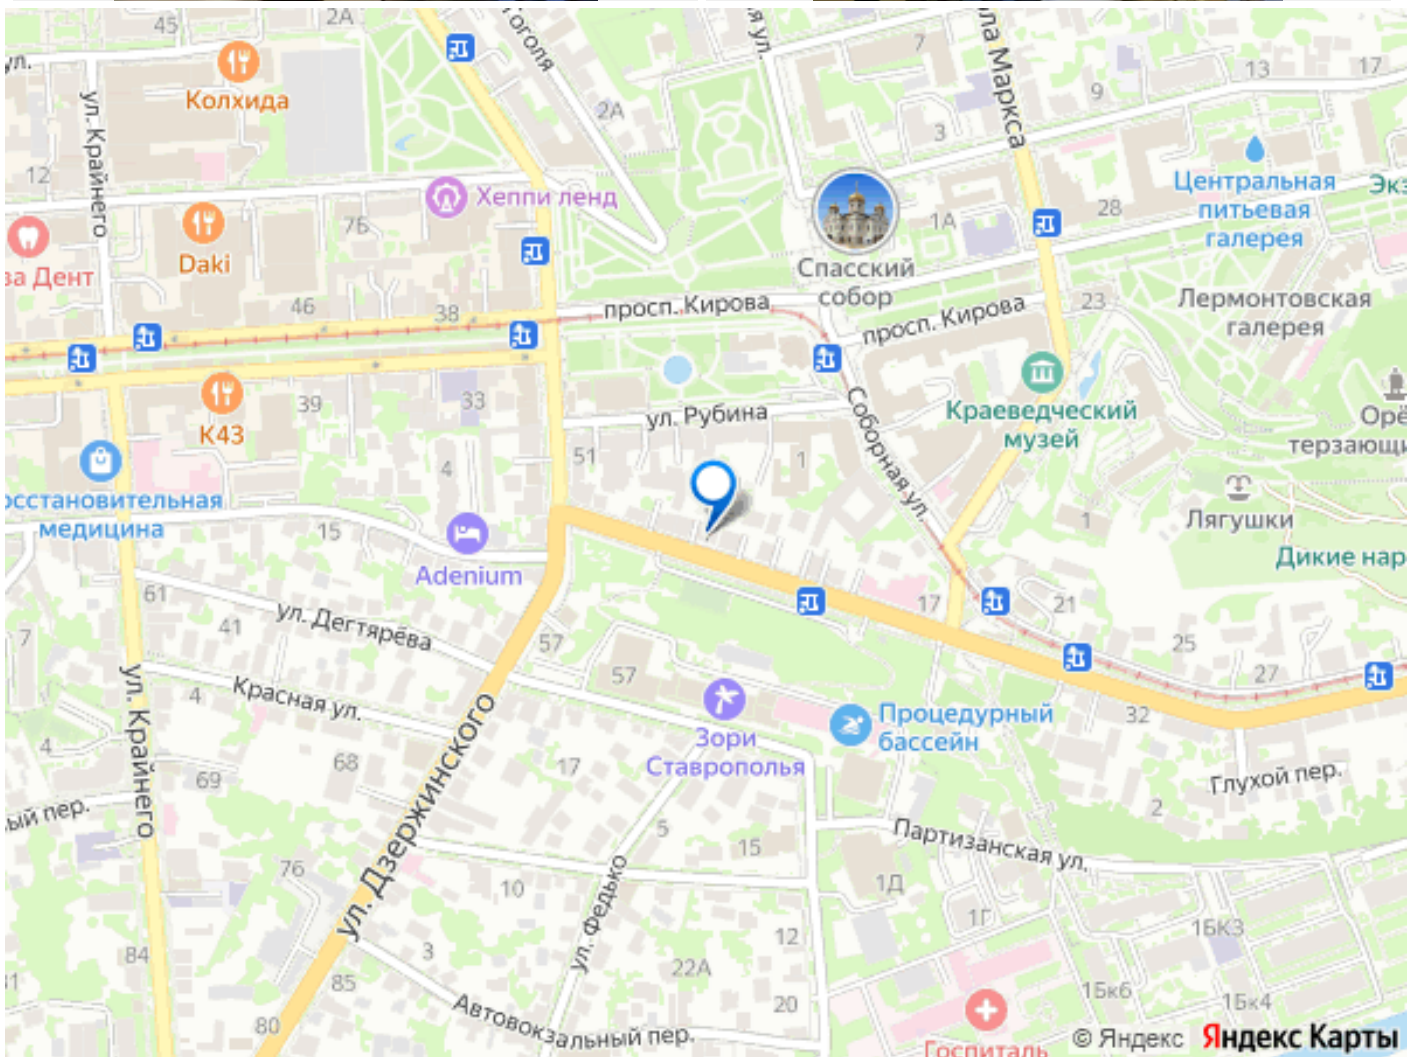 45
2А
Гоголя
ул.
7
ла Маркса
13
17
ул.
Колхида
2А
9
3
ул. Крайнего
12
Центральная
питьевая
галерея
Хеппи ленд
7Б
1А
28
Daki
Дент
Спасский
собор
46
38
просп. Кирова
просп. Кирова
23
Лермонтовская
галерея
К43
39
33
ул. Рубина
Соборная ул.
Краеведческий
музей
терзающи
4
51
1
осстановительная
медицина
15
Adenium
1
Лягушки
Дикие нар
61
41
ул. Дегтярёва
57
17
21
25
27
7
ул. Крайнего
4
Красная ул.
57
Зори
Ставрополья
Процедурный
бассейн
32
4
69
68
ул. Дзержинского
17
Глухой пер.
2
ый пер.
5
15
Партизанская ул.
76
10
ул. Федько
1Д
1Г
1БК3
84
3
12
85
22А
80
Автовокзальный пер.
20
1Бк6
1Бк4
Госпиталь
© Яндекс Яндекс Карты